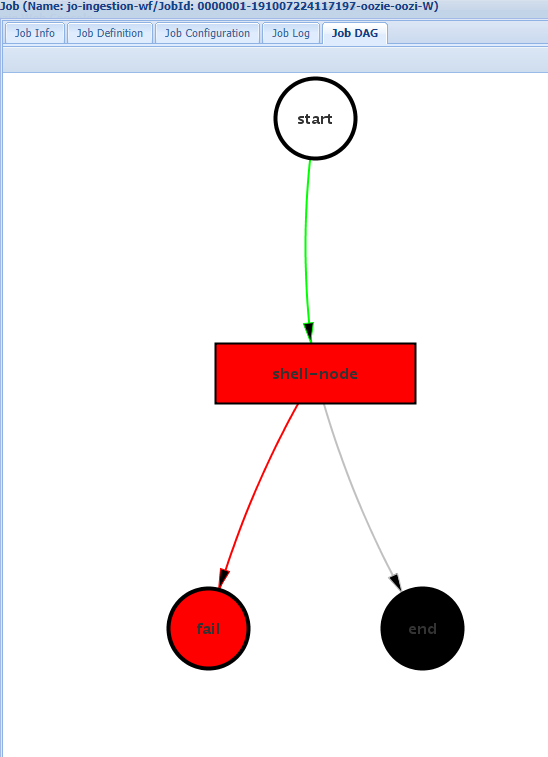 Job (Name: jo-ingestion-wf/JobId: 0000001-191007224117197-oozie-oozi-W)
Job Info Job Definition Job Configuration Job Log Job DAG
start
shell-node
fail end